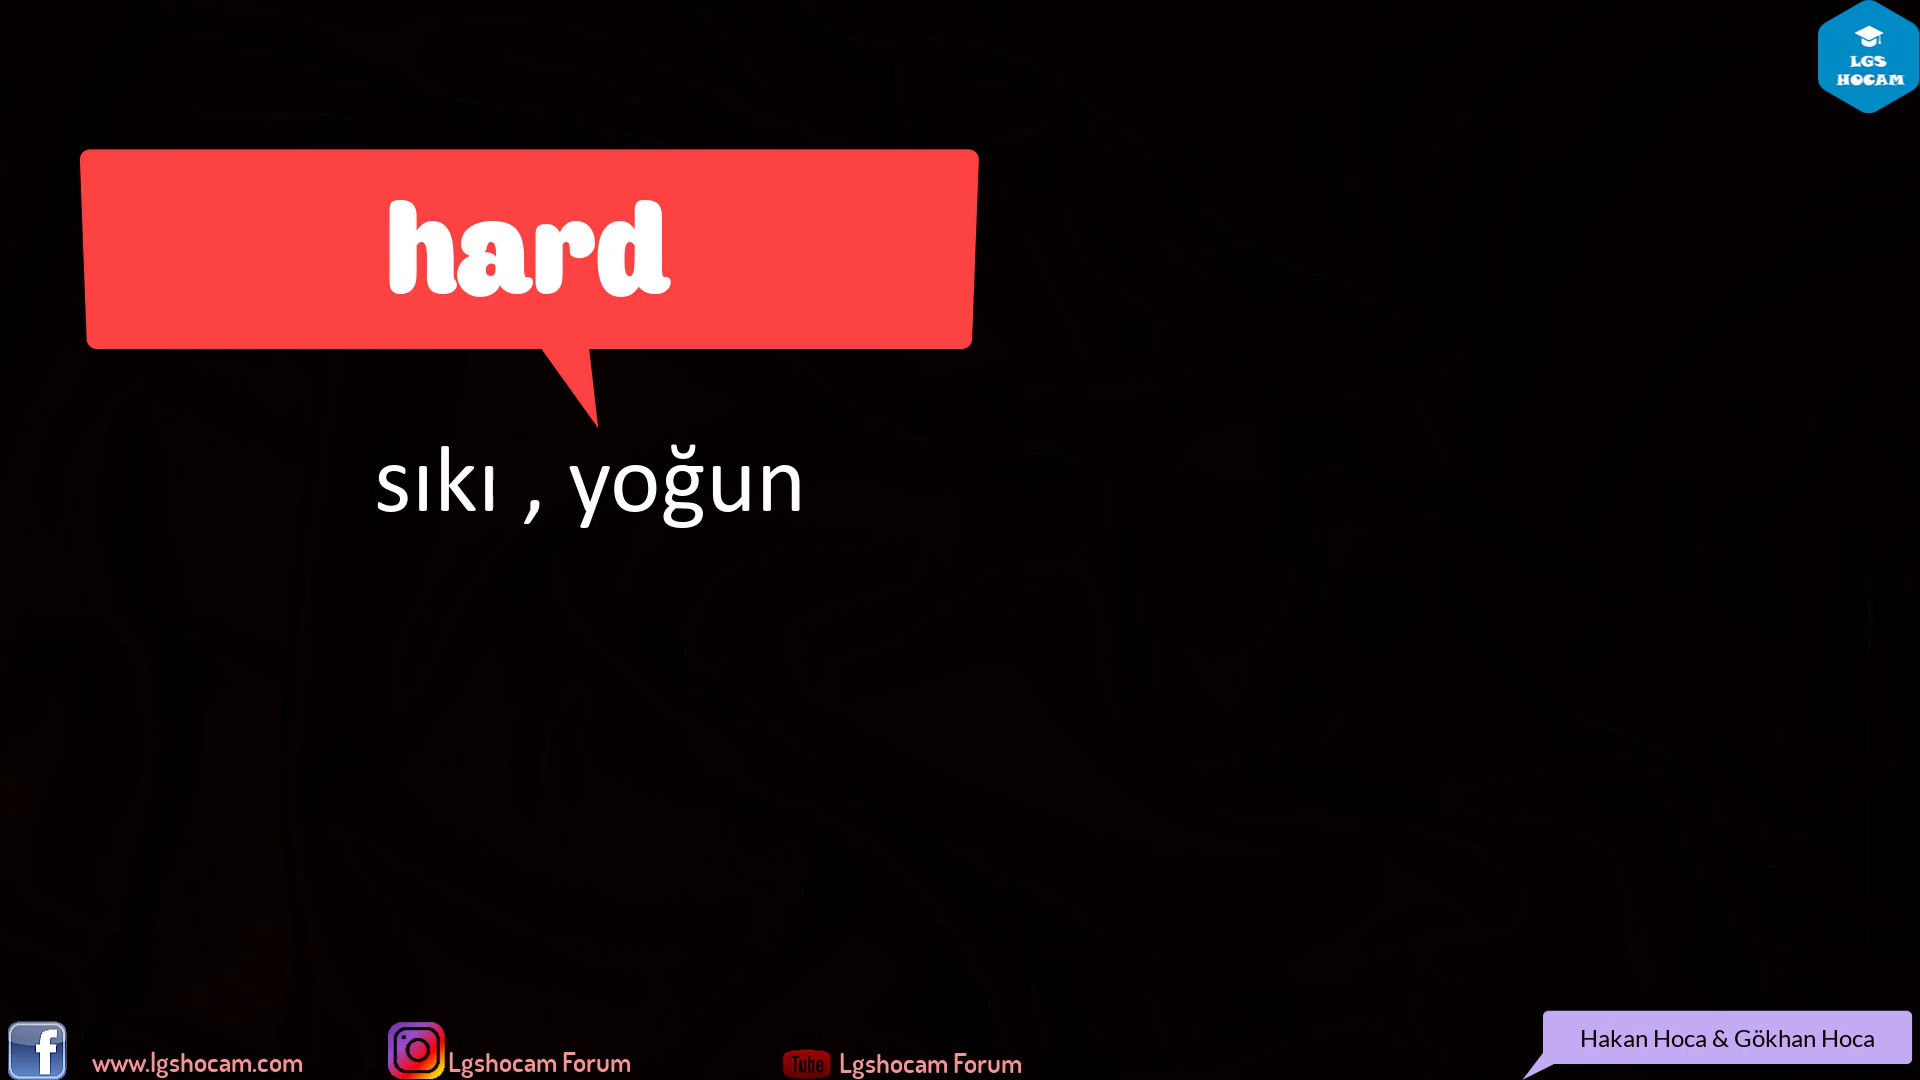 LGS
HOCAM
hard
sıkı , yoğun
Hakan Hoca & Gökhan Hoca
f
www.lgshocam.com
Lgshocam Forum
Tube
Lgshocam Forum